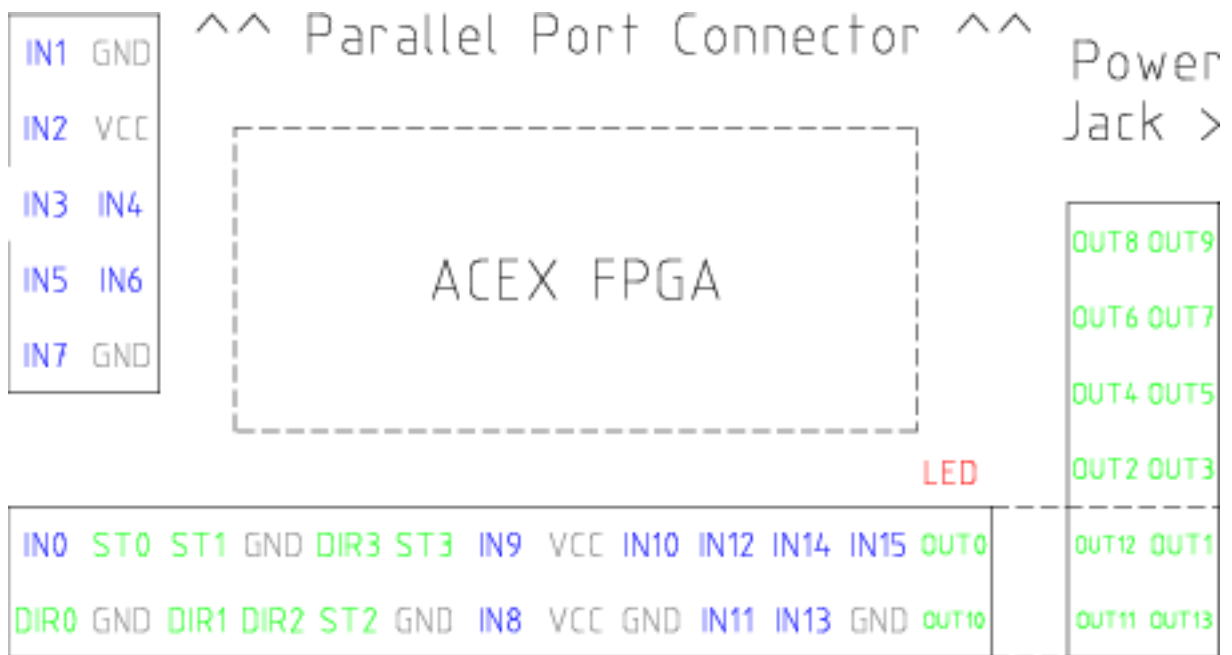 ^^ Parallel Port Connector ^^
Power
Jack >
IN1 GND
IN2 VCC
IN3 IN4
IN5 IN6
IN7 GND
ACEX FPGA
LED
OUT8 OUT9
OUT6 OUT7
OUT4 OUT5
OUT2 OUT3
OUT12 OUT1
OUT11 OUT13
IN0 ST0 ST1 GND DIR3 ST3 IN9 VCC IN10 IN12 IN14 IN15 OUT0
DIR0 GND DIR1 DIR2 ST2 GND IN8 VCC GND IN11 IN13 GND OUT10